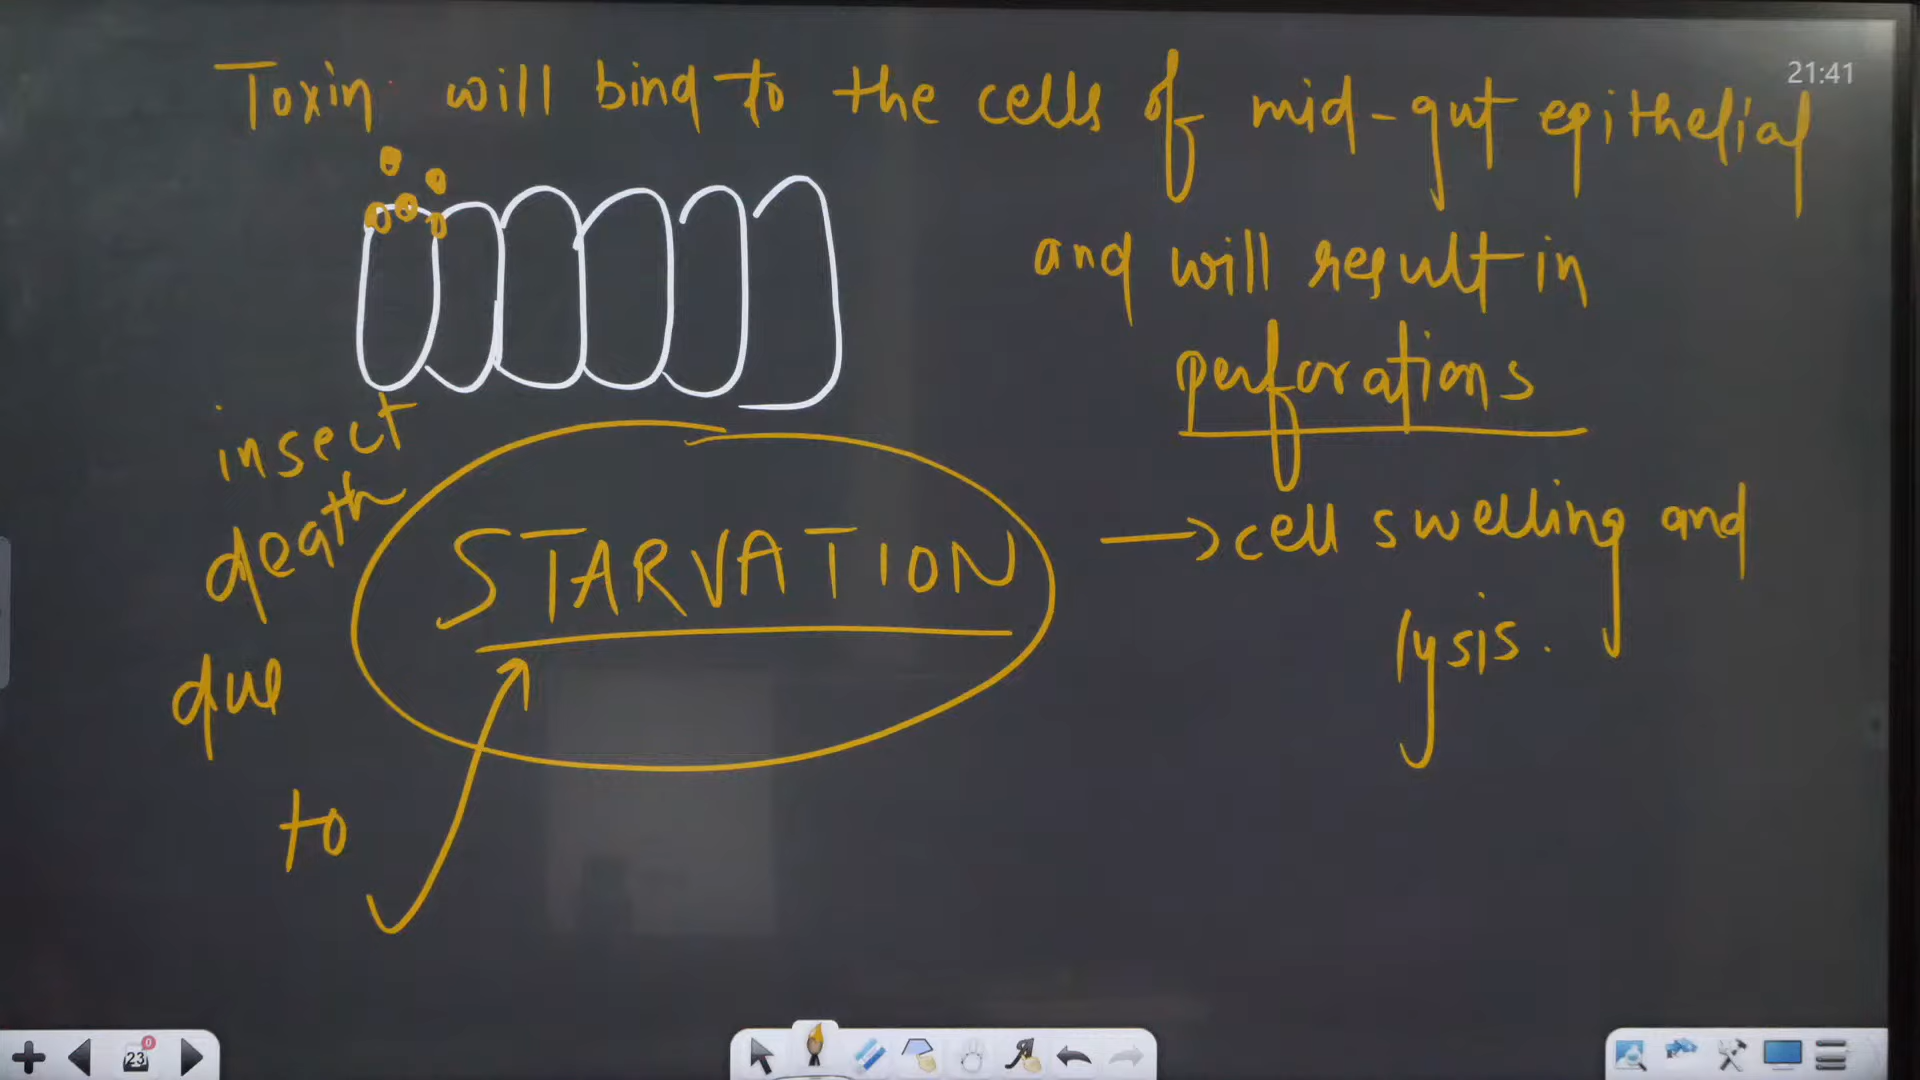 21:41
Toxin will bind to the cells of mid-gut epithelial
and will result in
perforations
→ cell swelling and
lysis.
insect
death
due
to
STARVATION
23
0